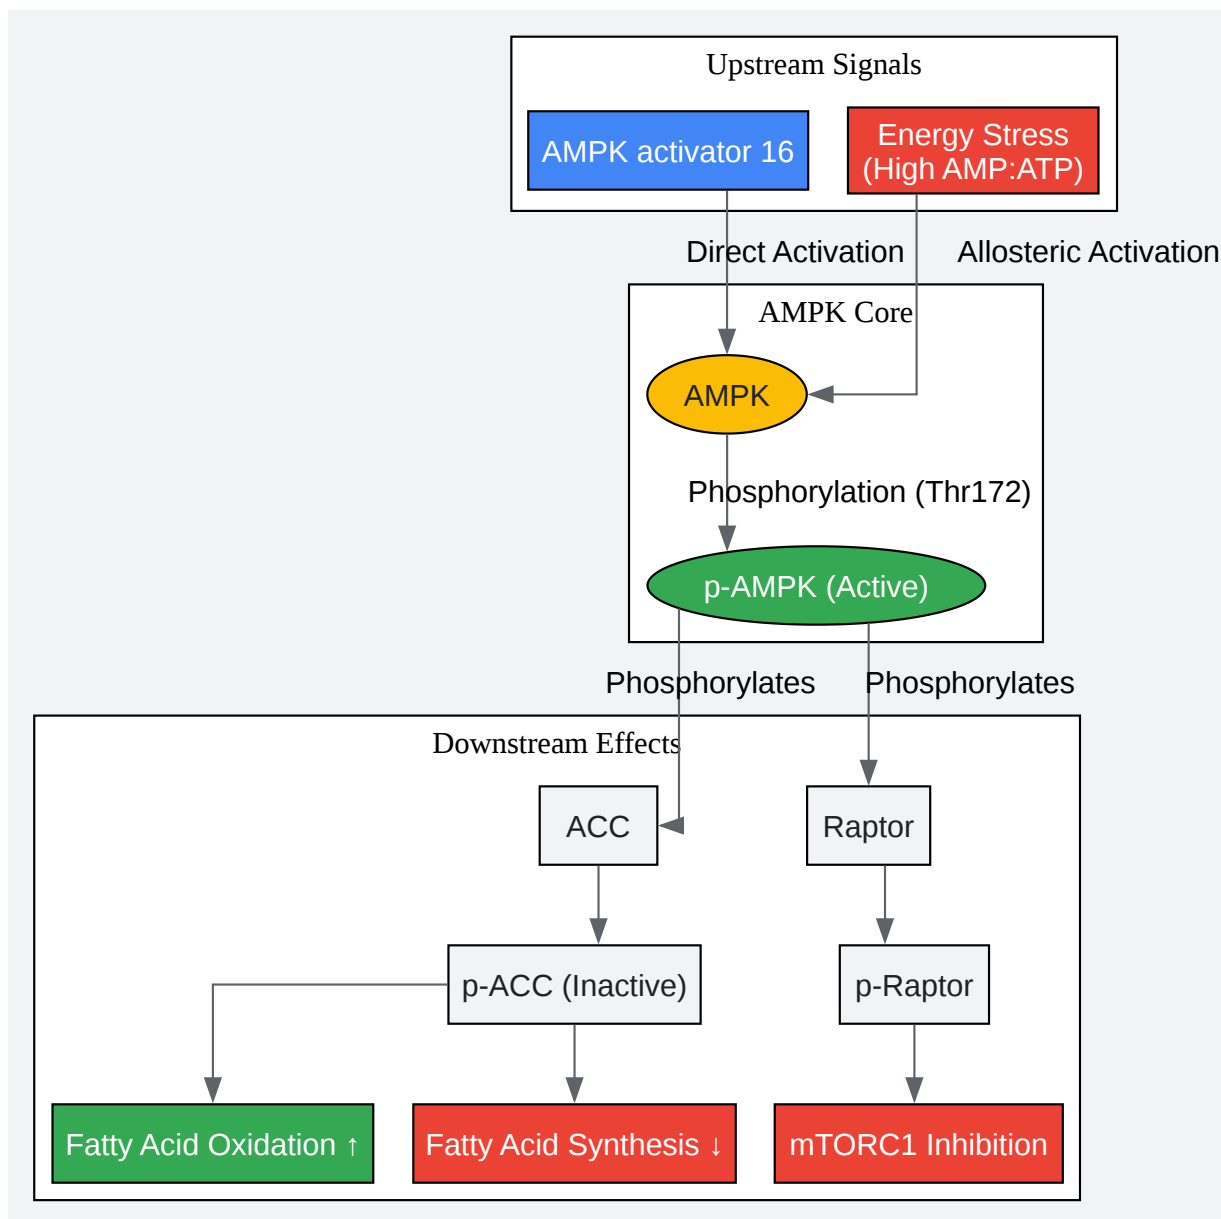 Upstream Signals
AMPK activator 16
Energy Stress
(High AMP:ATP)
Direct Activation
Allosteric Activation
AMPK Core
AMPK
Phosphorylation (Thr172)
p-AMPK (Active)
Phosphorylates
Phosphorylates
Downstream Effects
ACC
Raptor
p-ACC (Inactive)
p-Raptor
Fatty Acid Oxidation ↑
Fatty Acid Synthesis ↓
mTORC1 Inhibition